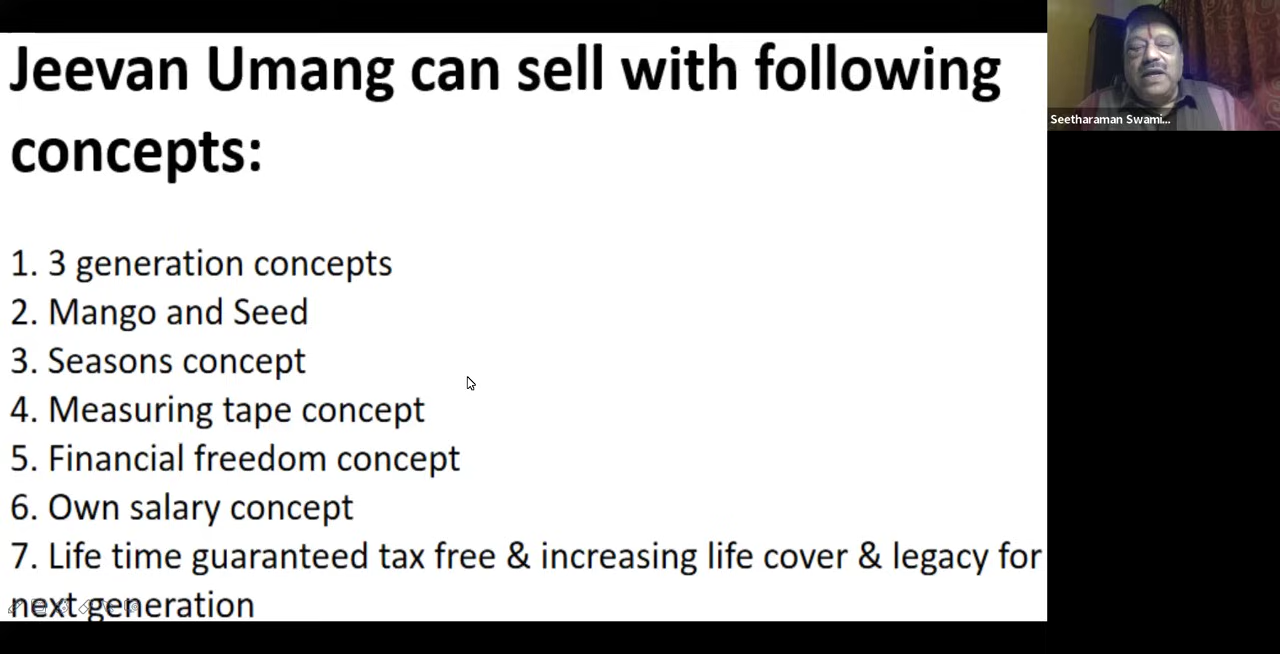 Jeevan Umang can sell with following
concepts:
1. 3 generation concepts
2. Mango and Seed
3. Seasons concept
4. Measuring tape concept
5. Financial freedom concept
6. Own salary concept
7. Life time guaranteed tax free & increasing life cover & legacy for
next generation
Seetharaman Swami...